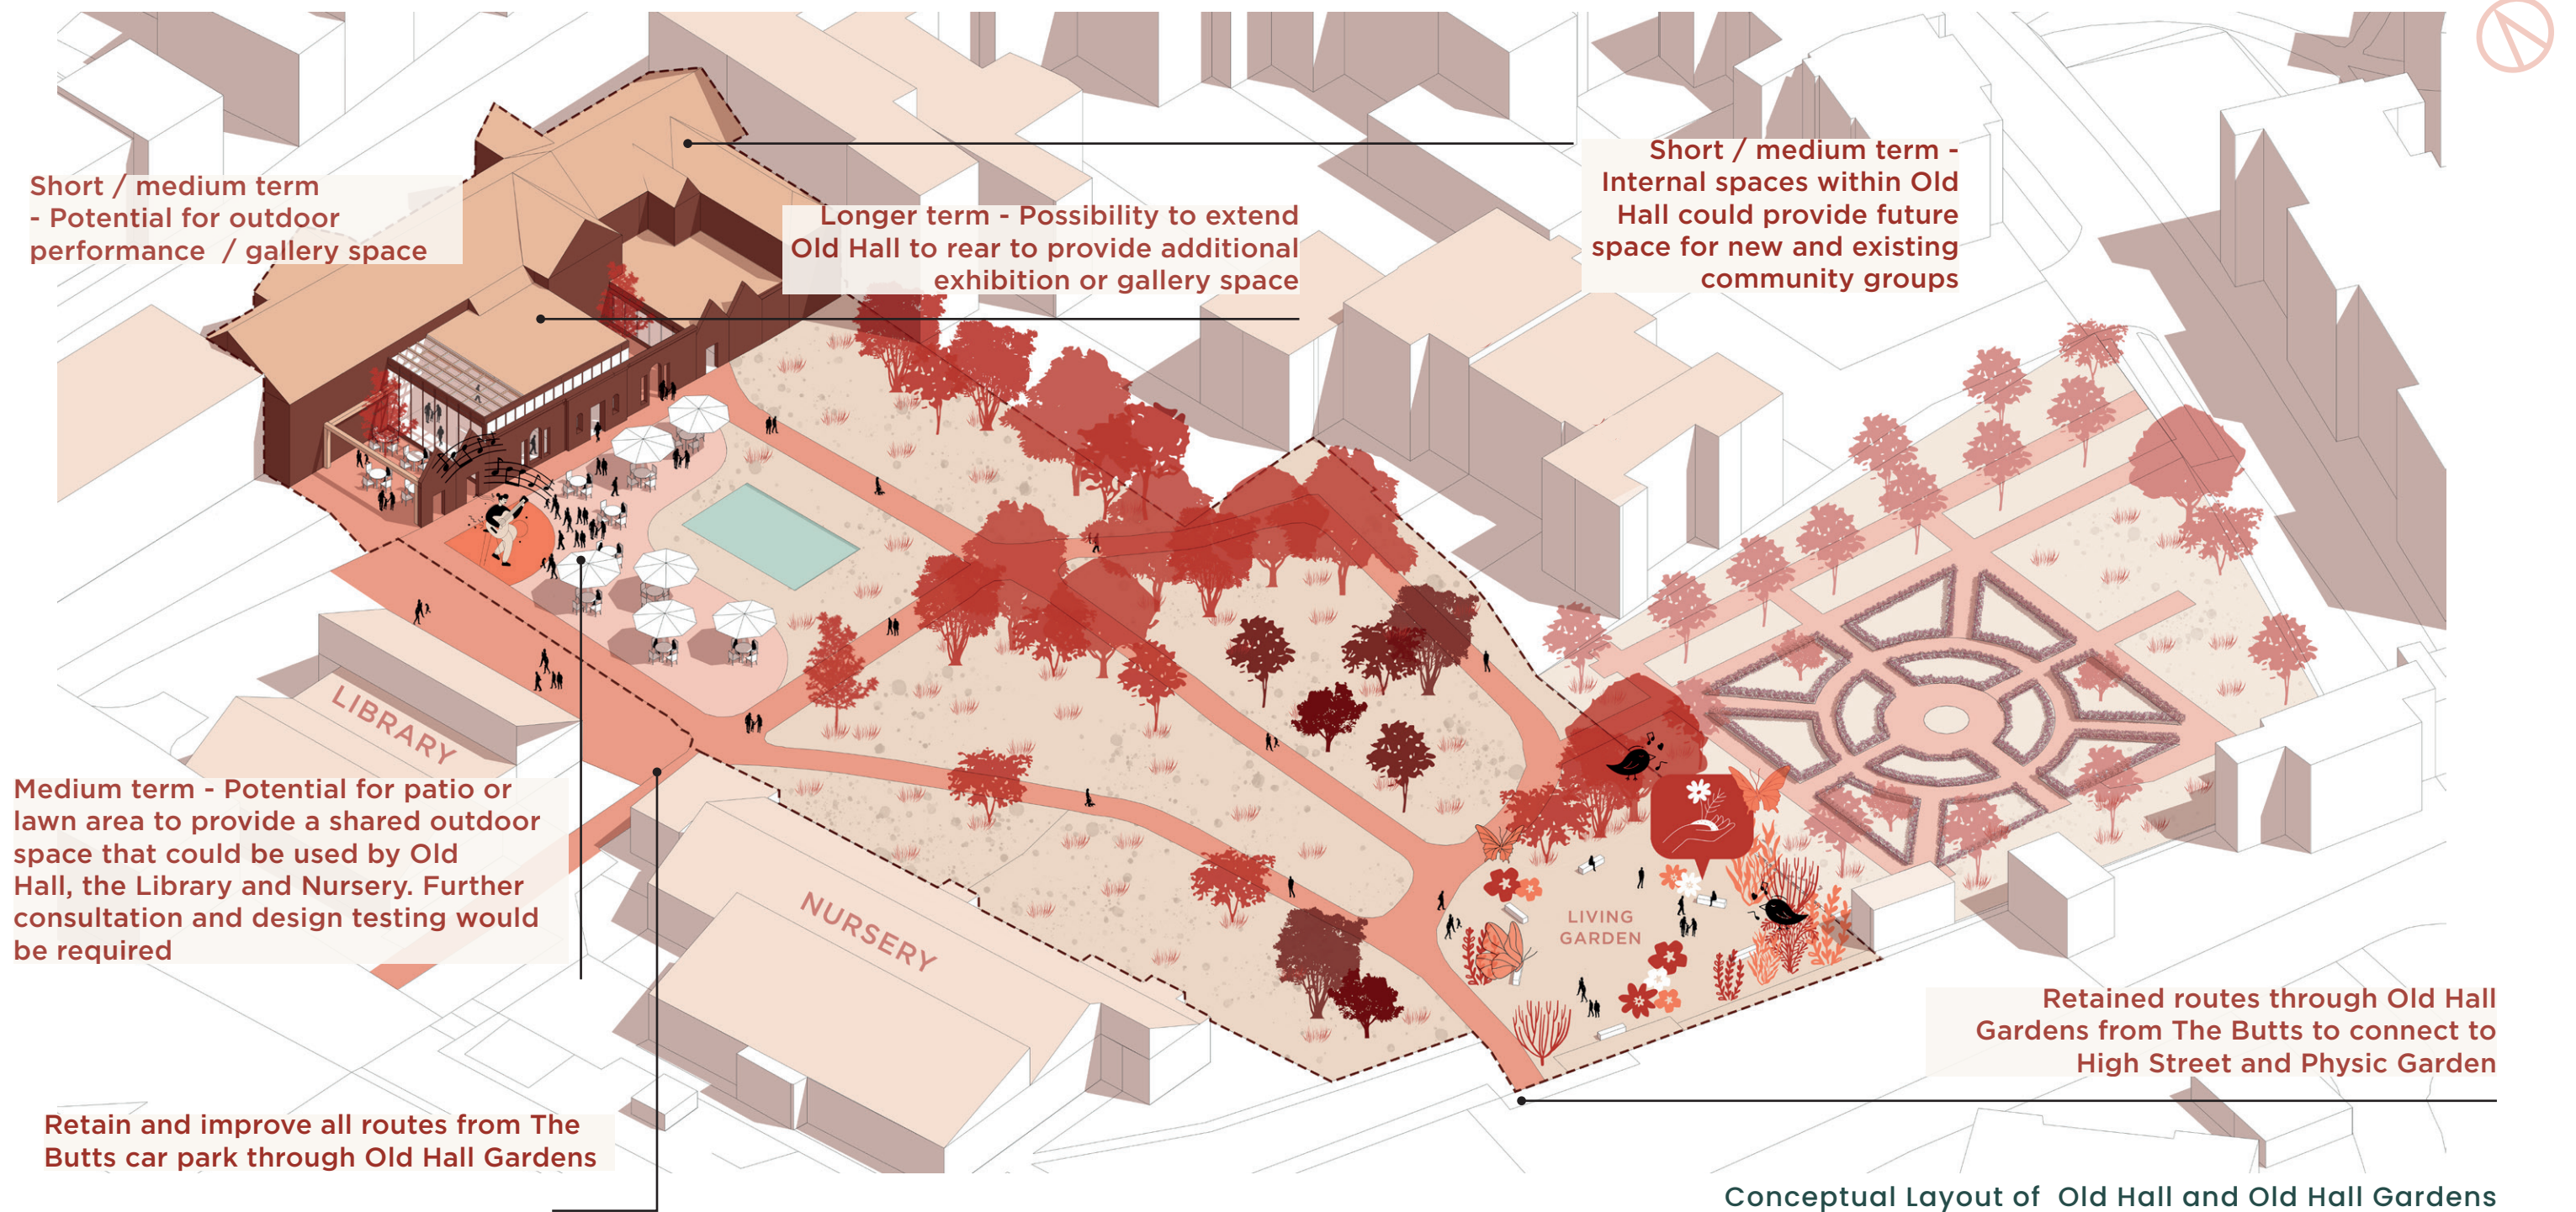 Short / medium term
- Potential for outdoor
performance / gallery space
Longer term - Possibility to extend
Old Hall to rear to provide additional
exhibition or gallery space
Short / medium term -
Internal spaces within Old
Hall could provide future
space for new and existing
community groups
LIBRARY
Medium term - Potential for patio or
lawn area to provide a shared outdoor
space that could be used by Old
Hall, the Library and Nursery. Further
consultation and design testing would
be required
NURSERY
LIVING
GARDEN
Retained routes through Old Hall
Gardens from The Butts to connect to
High Street and Physic Garden
Retain and improve all routes from The
Butts car park through Old Hall Gardens
Conceptual Layout of Old Hall and Old Hall Gardens